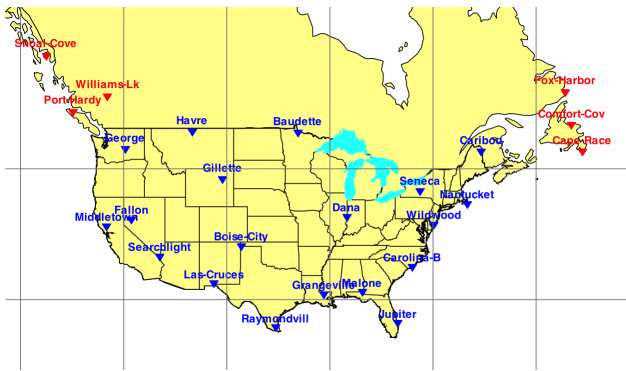 Shoal-Cove
Williams-Lk
Fox-Harbor
Port-Hardy
Comfort-Cov
Havre
Baudette
George
Caribou
Cape-Race
Gillette
Seneca
Nantucket
Dana
Fallon
Middletown
Wildwood
Boise-City
Searchlight
Carolina-B
Las-Cruces
Grangeville
Malone
Raymondvill
Jupiter